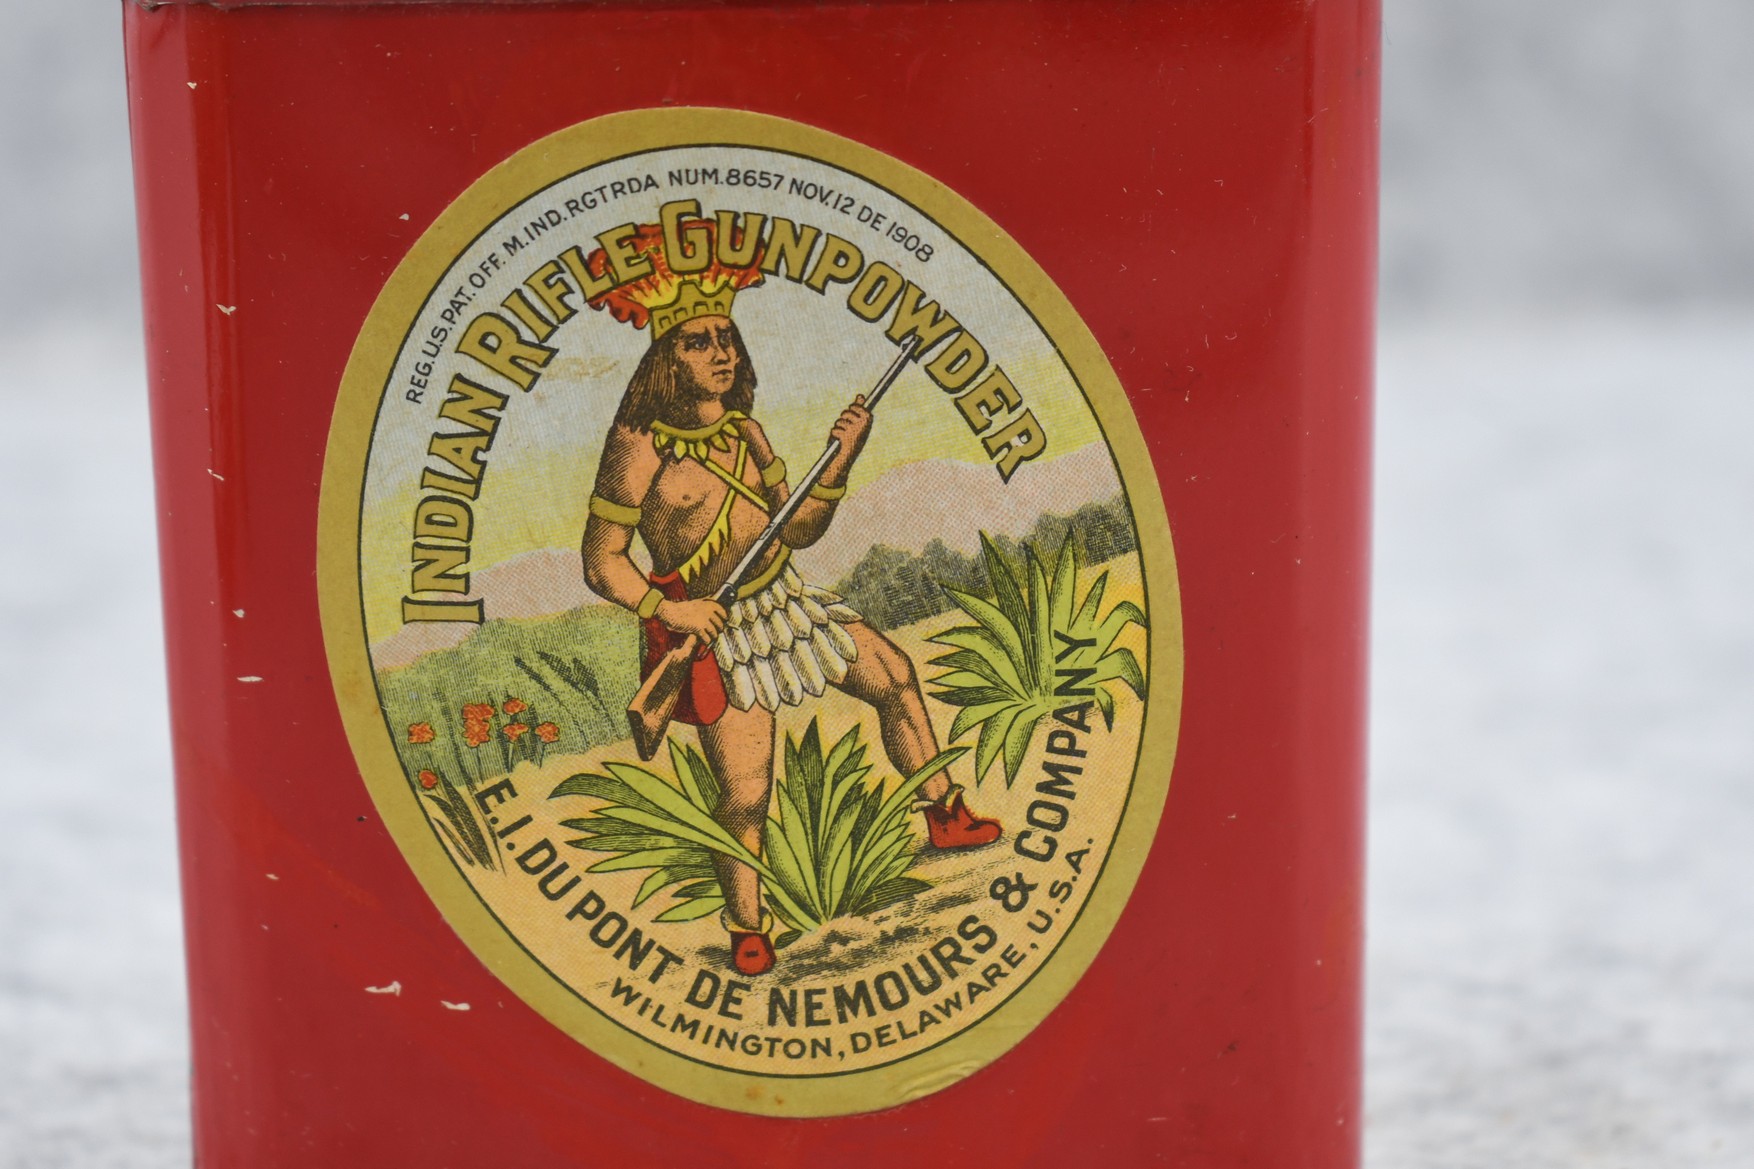 REG.U.S.PAT.OFF. M.IND.RGTRDA NUM.8657 NOV.12 DE 1908
INDIAN RIFLE GUNPOWDER
E.I. DU PONT DE NEMOURS & COMPANY
WILMINGTON, DELAWARE, U.S.A.